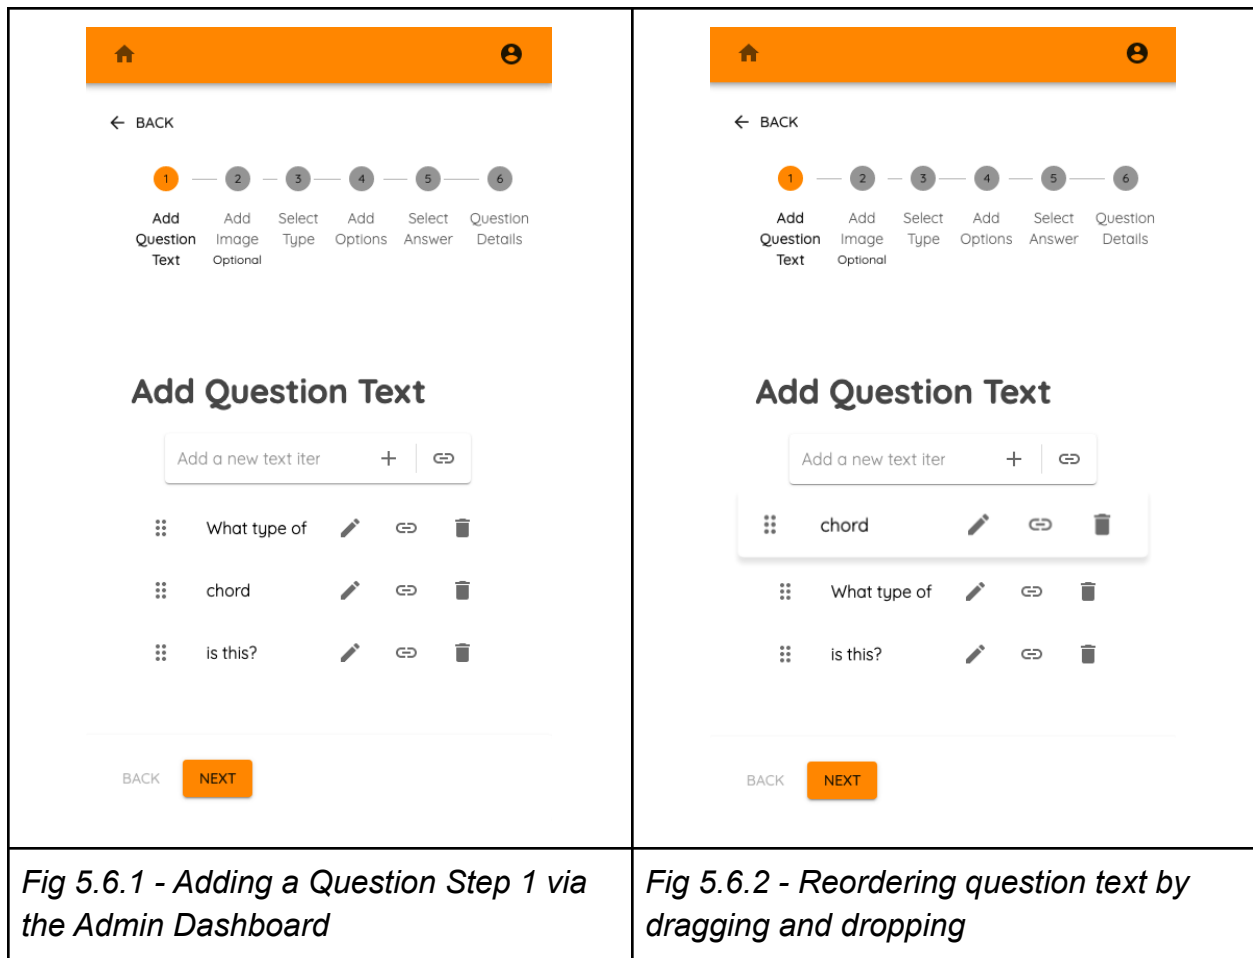 BACK
1 2 3 4 5 6
Add Add Select Add Select Question
Question Image Type Options Answer Details
Text Optional
Add Question Text
Add a new text iter
What type of
chord
is this?
BACK NEXT
Fig 5.6.1 - Adding a Question Step 1 via
the Admin Dashboard
BACK
1 2 3 4 5 6
Add Add Select Add Select Question
Question Image Type Options Answer Details
Text Optional
Add Question Text
Add a new text iter
chord
What type of
is this?
BACK NEXT
Fig 5.6.2 - Reordering question text by
dragging and dropping